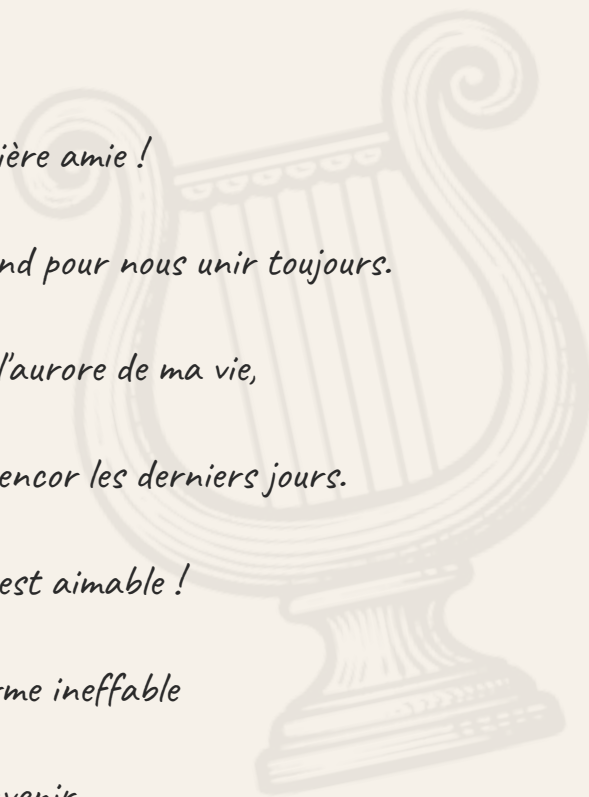 ière amie !
nd pour nous unir toujours.
l'aurore de ma vie,
encor les derniers jours.
est aimable !
me ineffable
venir